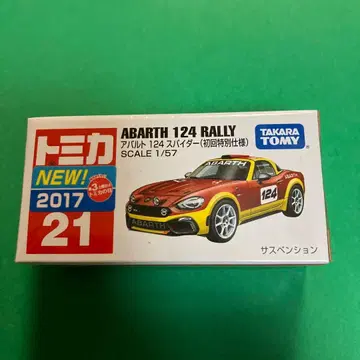 トミカ
NEW!
2017
21
ABARTH 124 RALLY
アバルト 124 スパイダー(初回特別仕様)
SCALE 1/57
TAKARA
TOMY
ABARTH
124
ABARTH
サスペンション